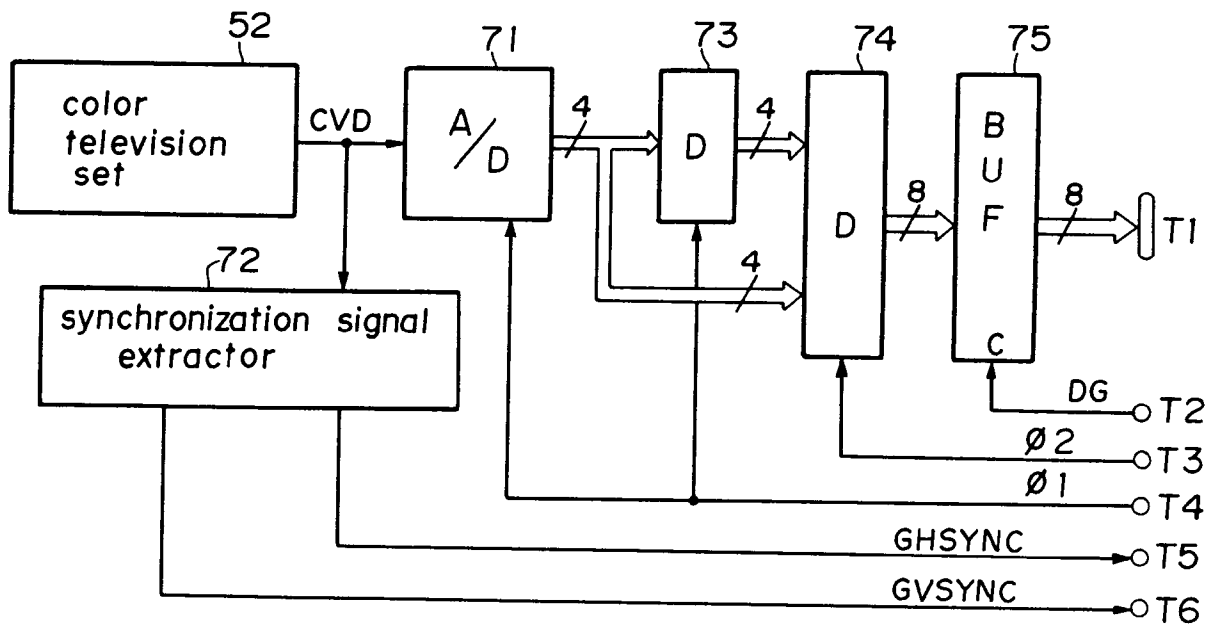 52
71
73
74
75
color
television
set
CVD
A/D
4
D
4
4
D
8
BUF
C
8
T1
72
synchronization signal
extractor
DG
T2
Ø2
T3
Ø1
T4
GHSYNC
T5
GVSYNC
T6